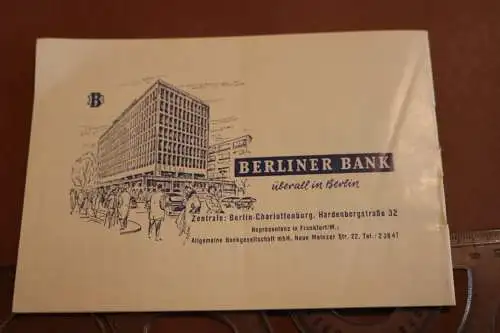 B
BERLINER BANK
überall in Berlin
Zentrale: Berlin-Charlottenburg, Hardenbergstraße 32
Repräsentanz in Frankfurt/M.:
Allgemeine Bankgesellschaft mbH, Neue Mainzer Str. 22, Tel.: 2 38 41